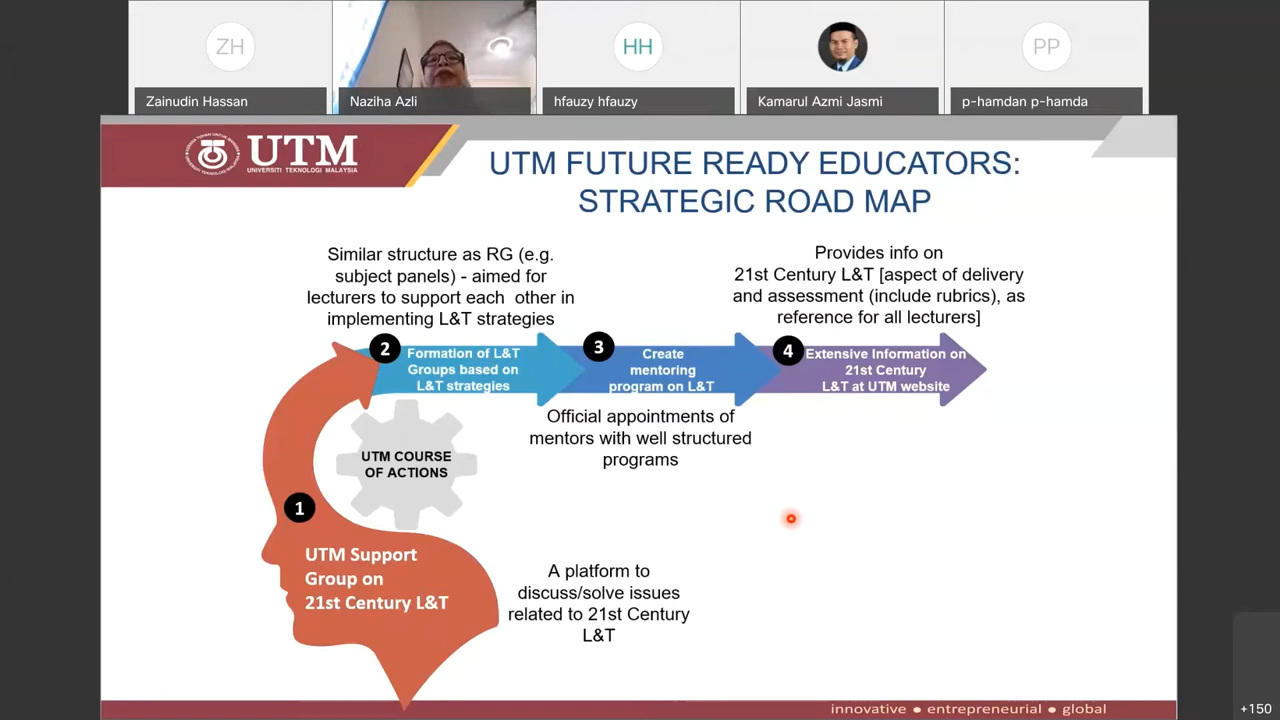 ZH
HH
PP
Zainudin Hassan
Naziha Azli
hfauzy hfauzy
Kamarul Azmi Jasmi
p-hamdan p-hamda
UTM
UNIVERSITI TEKNOLOGI MALAYSIA
UTM FUTURE READY EDUCATORS:
STRATEGIC ROAD MAP
Similar structure as RG (e.g.
subject panels) - aimed for
lecturers to support each other in
implementing L&T strategies
Provides info on
21st Century L&T [aspect of delivery
and assessment (include rubrics), as
reference for all lecturers]
2
Formation of L&T
Groups based on
L&T strategies
3
Create
mentoring
program on L&T
4
Extensive Information on
21st Century
L&T at UTM website
Official appointments of
mentors with well structured
programs
UTM COURSE
OF ACTIONS
1
UTM Support
Group on
21st Century L&T
A platform to
discuss/solve issues
related to 21st Century
L&T
innovative ● entrepreneurial ● global
+150